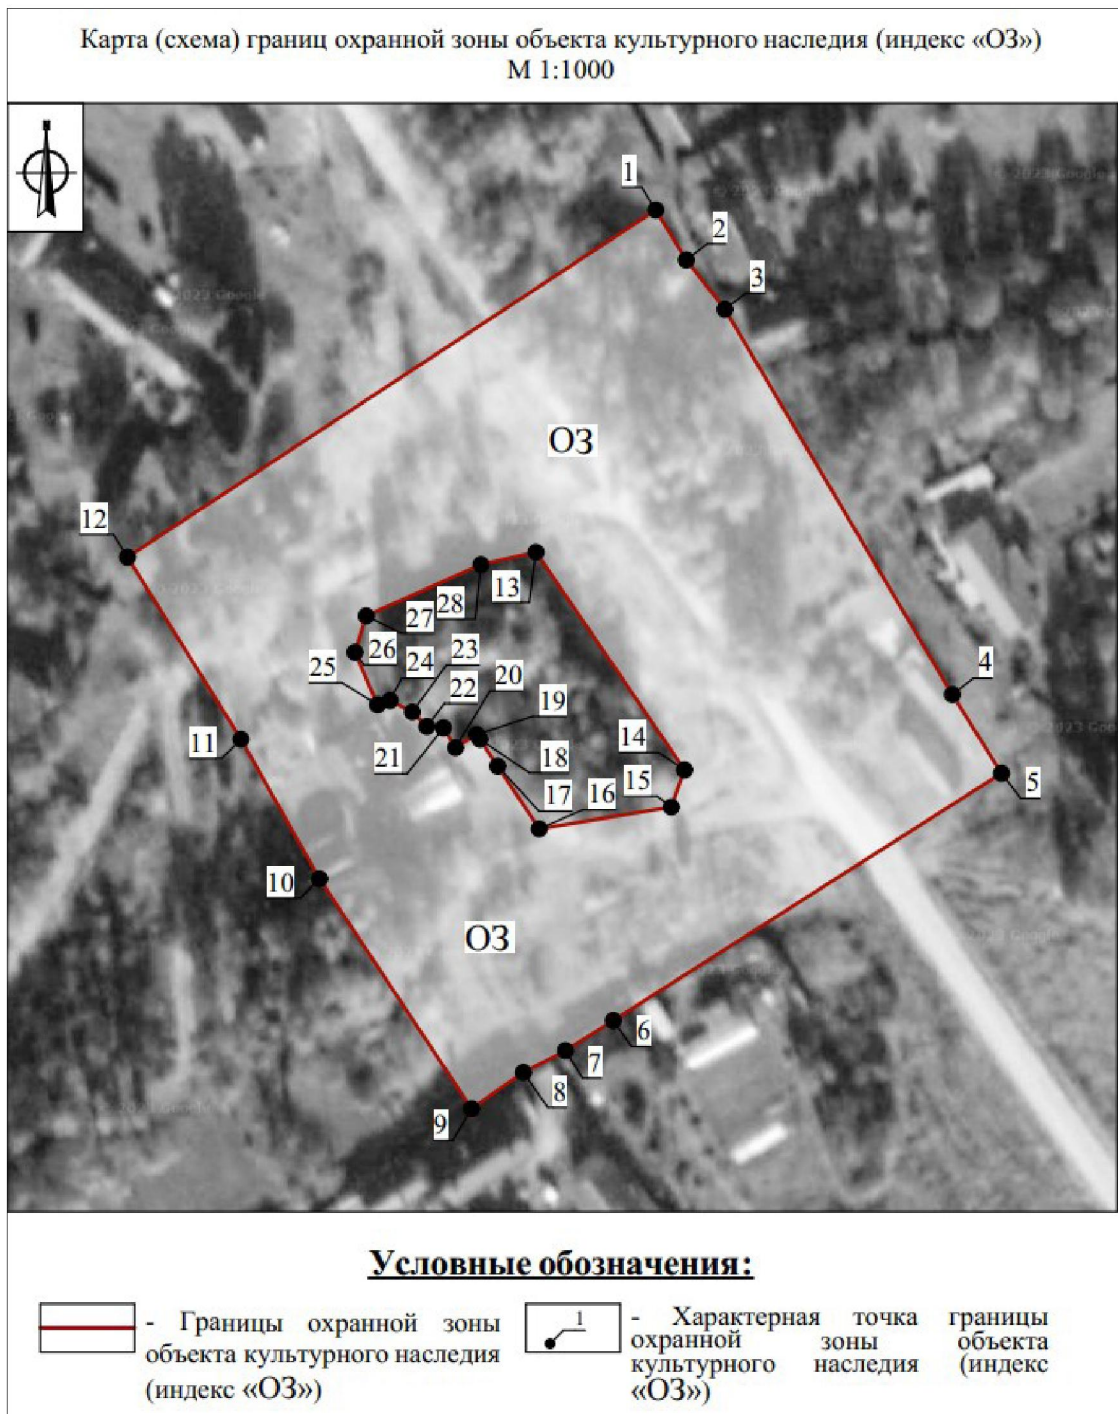 Карта (схема) границ охранной зоны объекта культурного наследия (индекс «ОЗ»)
М 1:1000
1
2
3
ОЗ
12
13
28
27
26
25
24
23
22
20
19
4
21
18
14
11
15
5
17
16
10
ОЗ
6
7
8
9
Условные обозначения:
- Границы охранной зоны
объекта культурного наследия
(индекс «ОЗ»)
1
- Характерная точка границы
охранной зоны объекта
культурного наследия (индекс
«ОЗ»)